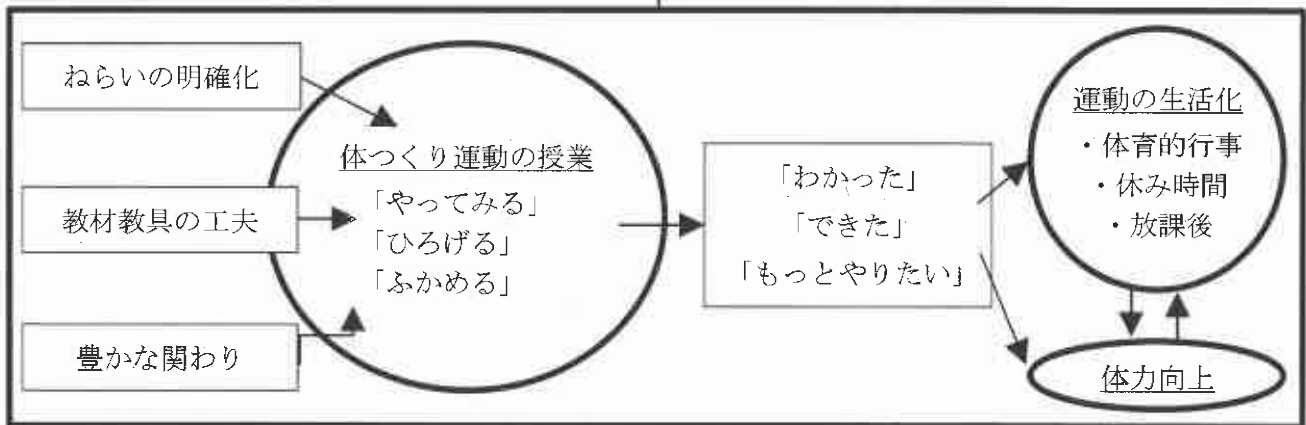 ねらいの明確化
教材教具の工夫
豊かな関わり
体つくり運動の授業
「やってみる」
「ひろげる」
「ふかめる」
「わかった」
「できた」
「もっとやりたい」
運動の生活化
・体育的行事
・休み時間
・放課後
体力向上